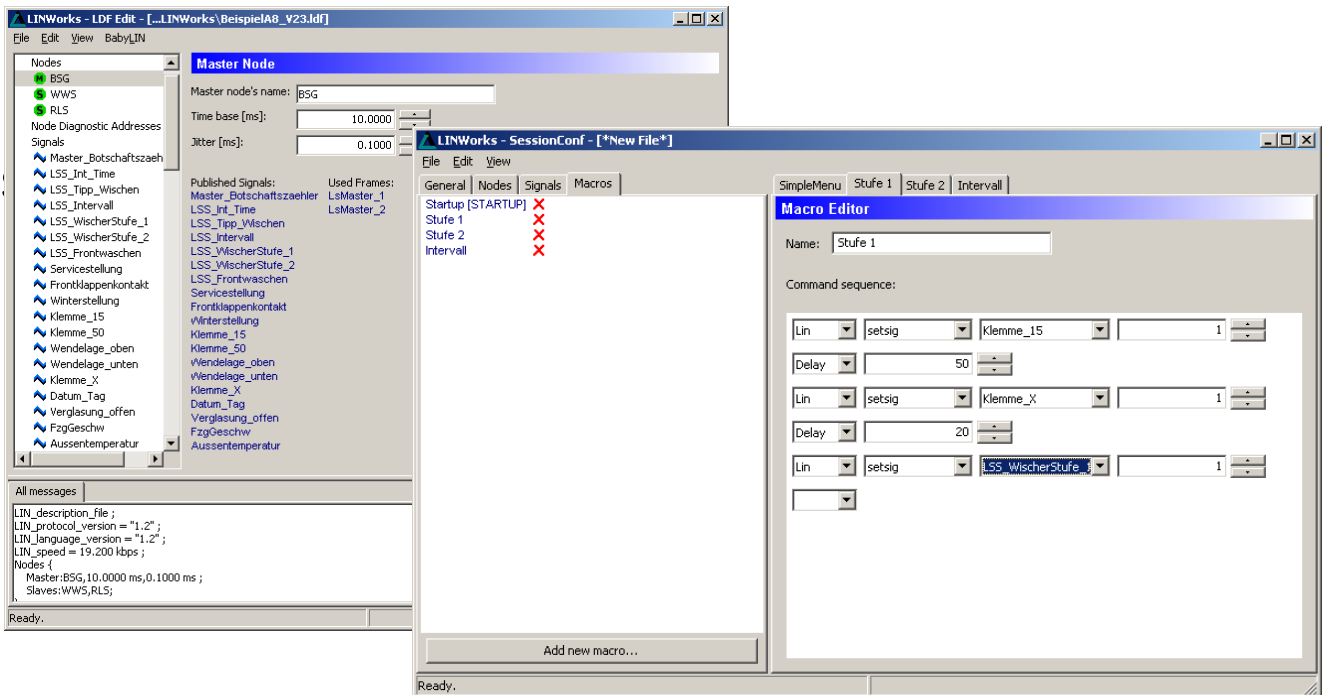 LINWorks - LDF Edit - [...LINWorks\BeispielA8_V23.ldf]
File Edit View BabyLIN
Nodes
M BSG
S WWS
S RLS
Node Diagnostic Addresses
Signals
Master_Botschaftszaeh
LSS_Int_Time
LSS_Tipp_Wischen
LSS_Intervall
LSS_WischerStufe_1
LSS_WischerStufe_2
LSS_Frontwaschen
Servicestellung
Frontklappenkontakt
Winterstellung
Klemme_15
Klemme_50
Wendelage_oben
Wendelage_unten
Klemme_X
Datum_Tag
Verglasung_offen
FzgGeschw
Aussentemperatur
Master Node
Master node's name: BSG
Time base [ms]: 10.0000
Jitter [ms]: 0.1000
Published Signals: Used Frames:
Master_Botschaftszaehler LsMaster_1
LSS_Int_Time LsMaster_2
LSS_Tipp_Wischen
LSS_Intervall
LSS_WischerStufe_1
LSS_WischerStufe_2
LSS_Frontwaschen
Servicestellung
Frontklappenkontakt
Winterstellung
Klemme_15
Klemme_50
Wendelage_oben
Wendelage_unten
Klemme_X
Datum_Tag
Verglasung_offen
FzgGeschw
Aussentemperatur
All messages
LIN_description_file ;
LIN_protocol_version = "1.2" ;
LIN_language_version = "1.2" ;
LIN_speed = 19.200 kbps ;
Nodes {
Master:BSG,10.0000 ms,0.1000 ms ;
Slaves:WWS,RLS;
Ready.
LINWorks - SessionConf - [*New File*]
File Edit View
General Nodes Signals Macros
Startup [STARTUP]
Stufe 1
Stufe 2
Intervall
Add new macro...
SimpleMenu Stufe 1 Stufe 2 Intervall
Macro Editor
Name: Stufe 1
Command sequence:
Lin setsig Klemme_15 1
Delay 50
Lin setsig Klemme_X 1
Delay 20
Lin setsig LSS_WischerStufe_1 1
Ready.